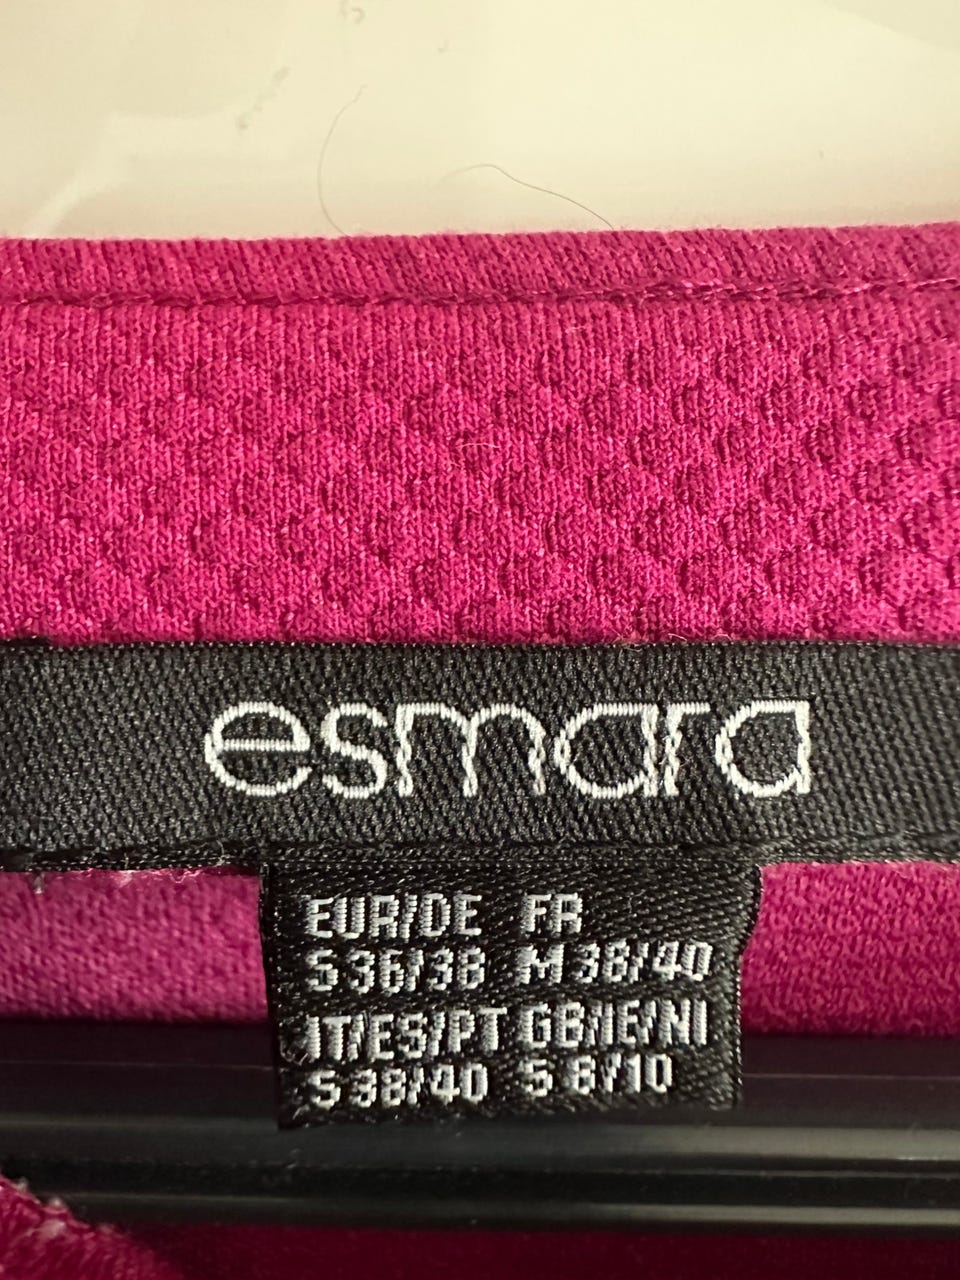 esmara
EUR/DE FR
S 36/38 M 38/40
IT/ES/PT GB/IE/NI
S 38/40 S 8/10